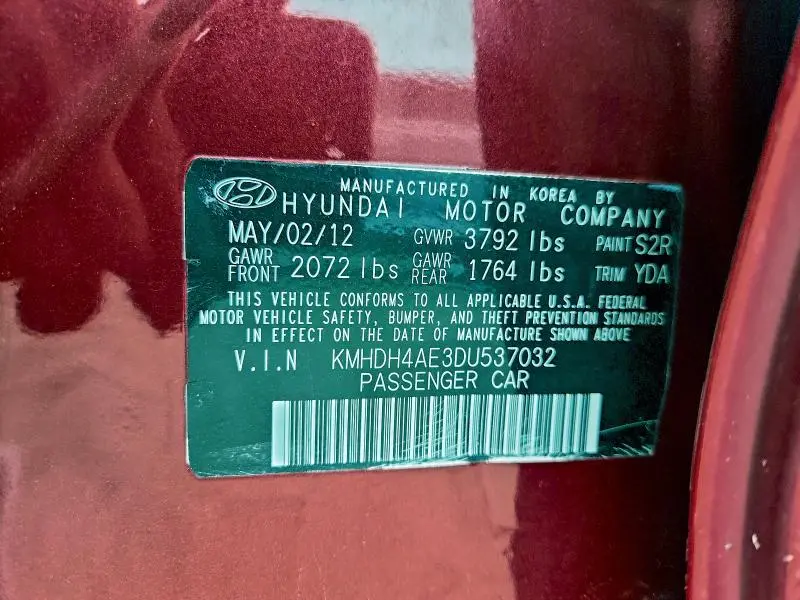 MANUFACTURED IN KOREA BY
HYUNDAI MOTOR COMPANY
MAY/02/12 GVWR 3792 lbs PAINT S2R
GAWR FRONT 2072 lbs GAWR REAR 1764 lbs TRIM YDA
THIS VEHICLE CONFORMS TO ALL APPLICABLE U.S.A. FEDERAL
MOTOR VEHICLE SAFETY, BUMPER, AND THEFT PREVENTION STANDARDS
IN EFFECT ON THE DATE OF MANUFACTURE SHOWN ABOVE
V.I.N KMHDH4AE3DU537032
PASSENGER CAR